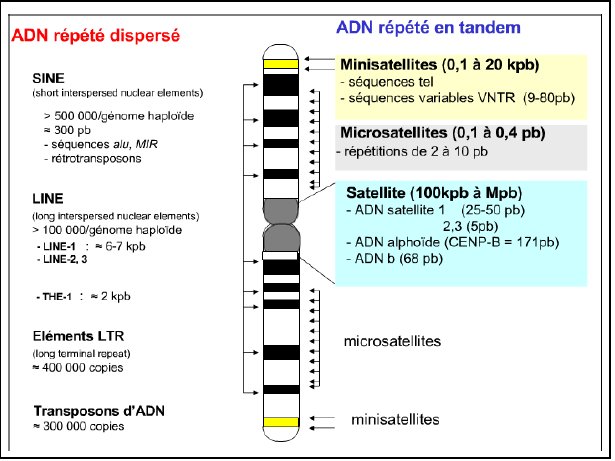 ADN répété dispersé
SINE
(short interspersed nuclear elements)
> 500 000/génome haploïde
≈ 300 pb
- séquences alu, MIR
- rétrotransposons
LINE
(long interspersed nuclear elements)
> 100 000/génome haploïde
- LINE-1 : ≈ 6-7 kpb
- LINE-2, 3
- THE-1 : ≈ 2 kpb
Eléments LTR
(long terminal repeat)
≈ 400 000 copies
Transposons d'ADN
≈ 300 000 copies
ADN répété en tandem
Minisatellites (0,1 à 20 kpb)
- séquences tel
- séquences variables VNTR (9-80pb)
Microsatellites (0,1 à 0,4 pb)
- répétitions de 2 à 10 pb
Satellite (100kpb à Mpb)
- ADN satellite 1 (25-50 pb)
2,3 (5pb)
- ADN alphoïde (CENP-B = 171pb)
- ADN b (68 pb)
microsatellites
minisatellites